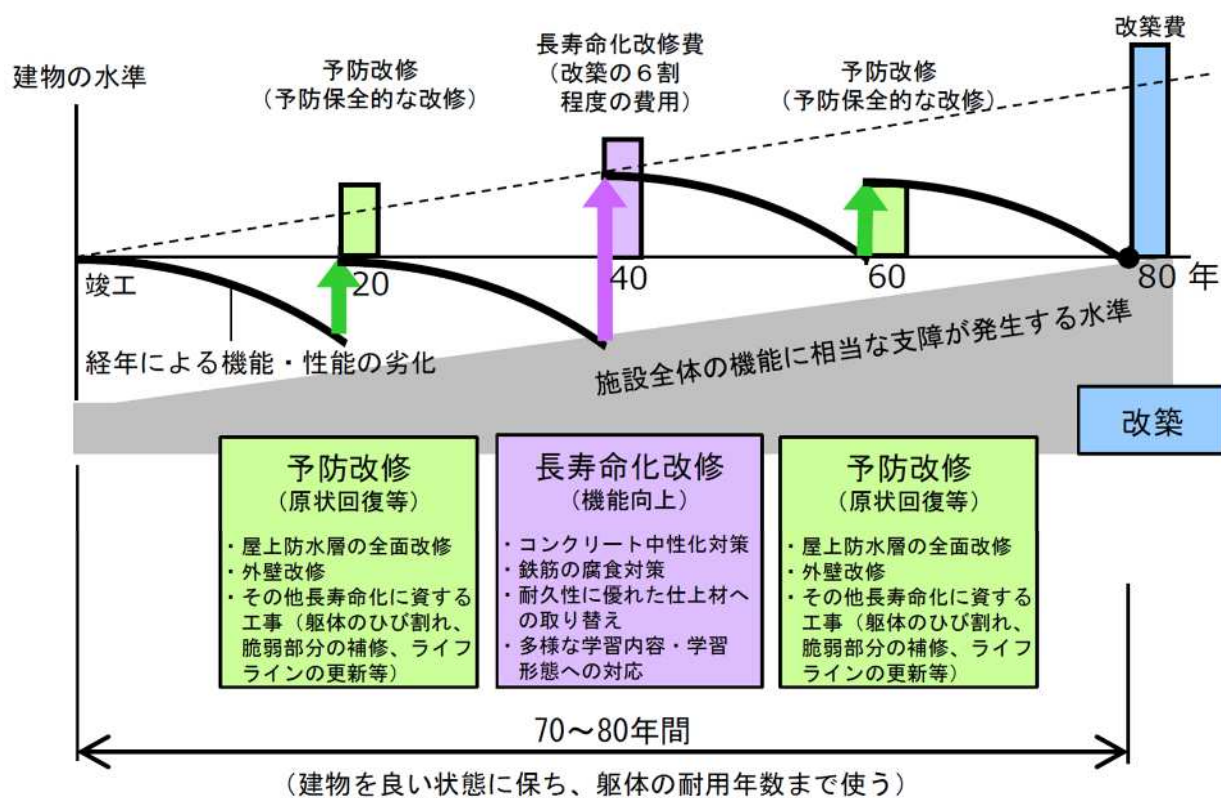 改築費
長寿命化改修費
（改築の６割
程度の費用）
予防改修
（予防保全的な改修）
予防改修
（予防保全的な改修）
建物の水準
竣工
20
40
60
80 年
経年による機能・性能の劣化
施設全体の機能に相当な支障が発生する水準
改築
予防改修
（原状回復等）
・屋上防水層の全面改修
・外壁改修
・その他長寿命化に資する
工事（躯体のひび割れ、
脆弱部分の補修、ライフ
ラインの更新等）
長寿命化改修
（機能向上）
・コンクリート中性化対策
・鉄筋の腐食対策
・耐久性に優れた仕上材へ
の取り替え
・多様な学習内容・学習
形態への対応
予防改修
（原状回復等）
・屋上防水層の全面改修
・外壁改修
・その他長寿命化に資する
工事（躯体のひび割れ、
脆弱部分の補修、ライフ
ラインの更新等）
70～80年間
（建物を良い状態に保ち、躯体の耐用年数まで使う）